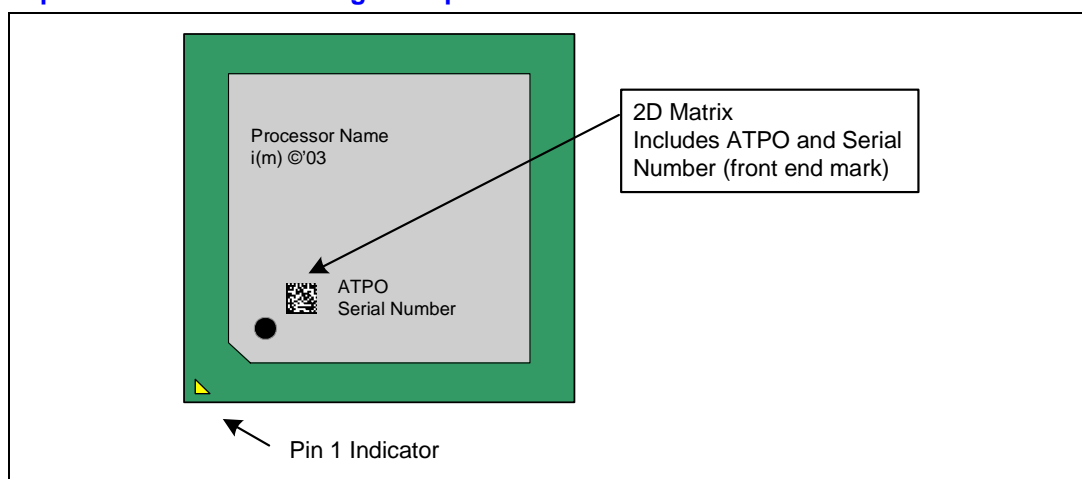 Processor Name
i(m) ©'03
2D Matrix
Includes ATPO and Serial
Number (front end mark)
ATPO
Serial Number
Pin 1 Indicator